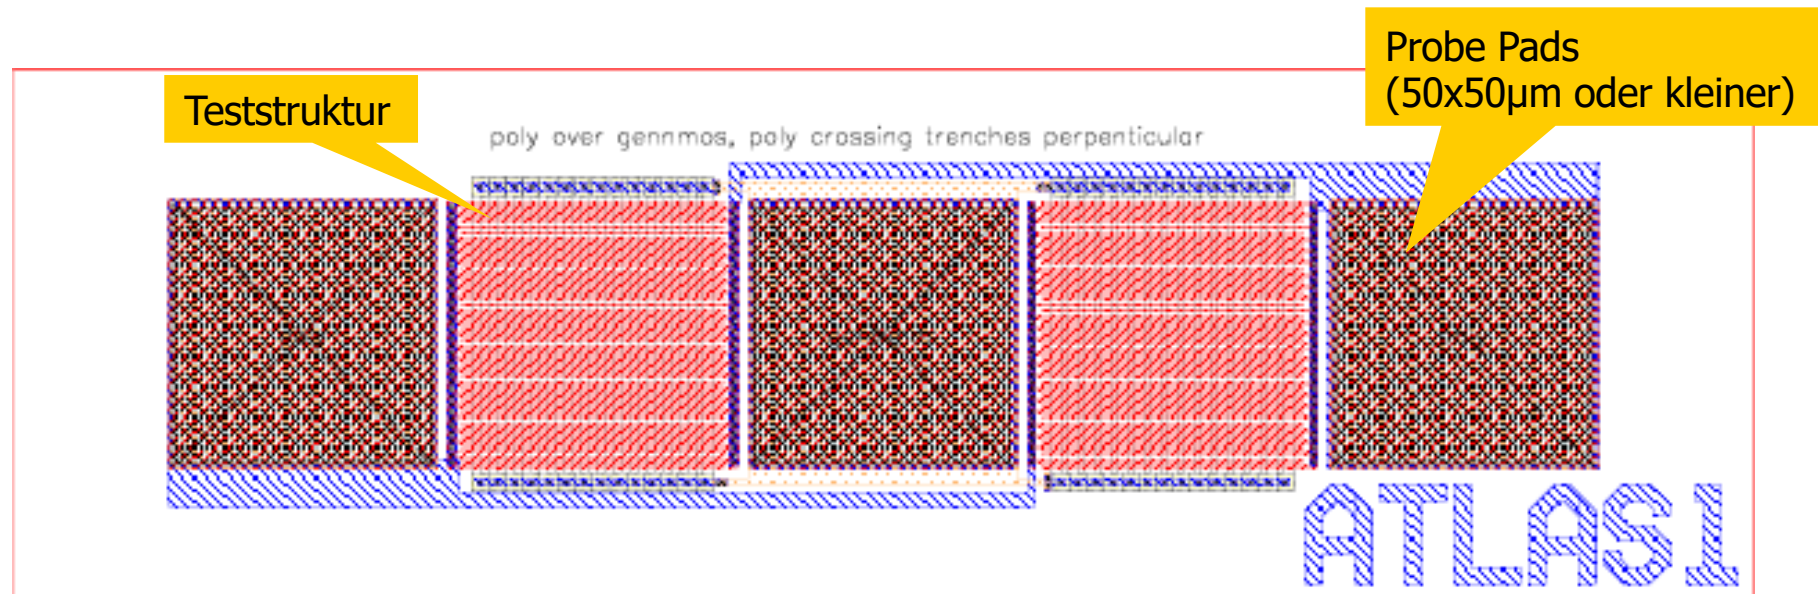 Probe Pads
(50x50µm oder kleiner)
Teststruktur
poly over gennmos, poly crossing trenches perpenticular
ATLAS1